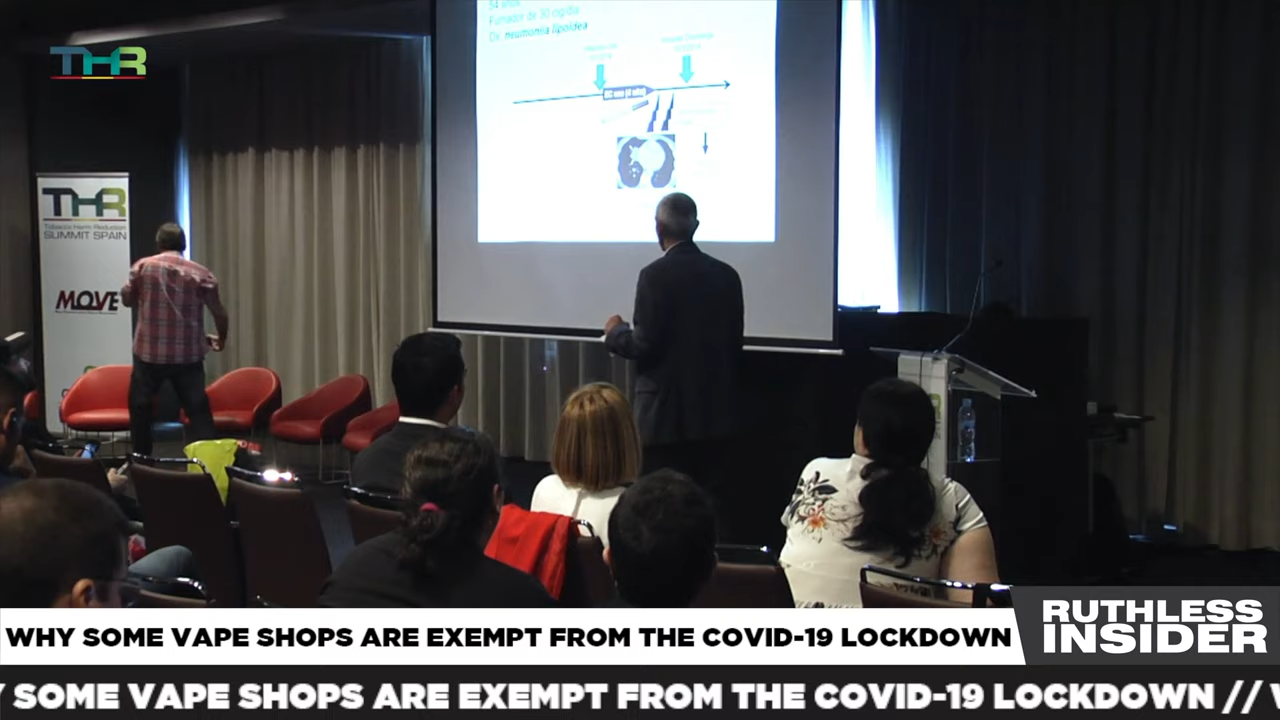 THR
54 años
Fumador de 30 cig/día
Dx. neumonía lipoidea
THR
Tobacco Harm Reduction
SUMMIT SPAIN
MOVE
WHY SOME VAPE SHOPS ARE EXEMPT FROM THE COVID-19 LOCKDOWN
RUTHLESS
INSIDER
SOME VAPE SHOPS ARE EXEMPT FROM THE COVID-19 LOCKDOWN //